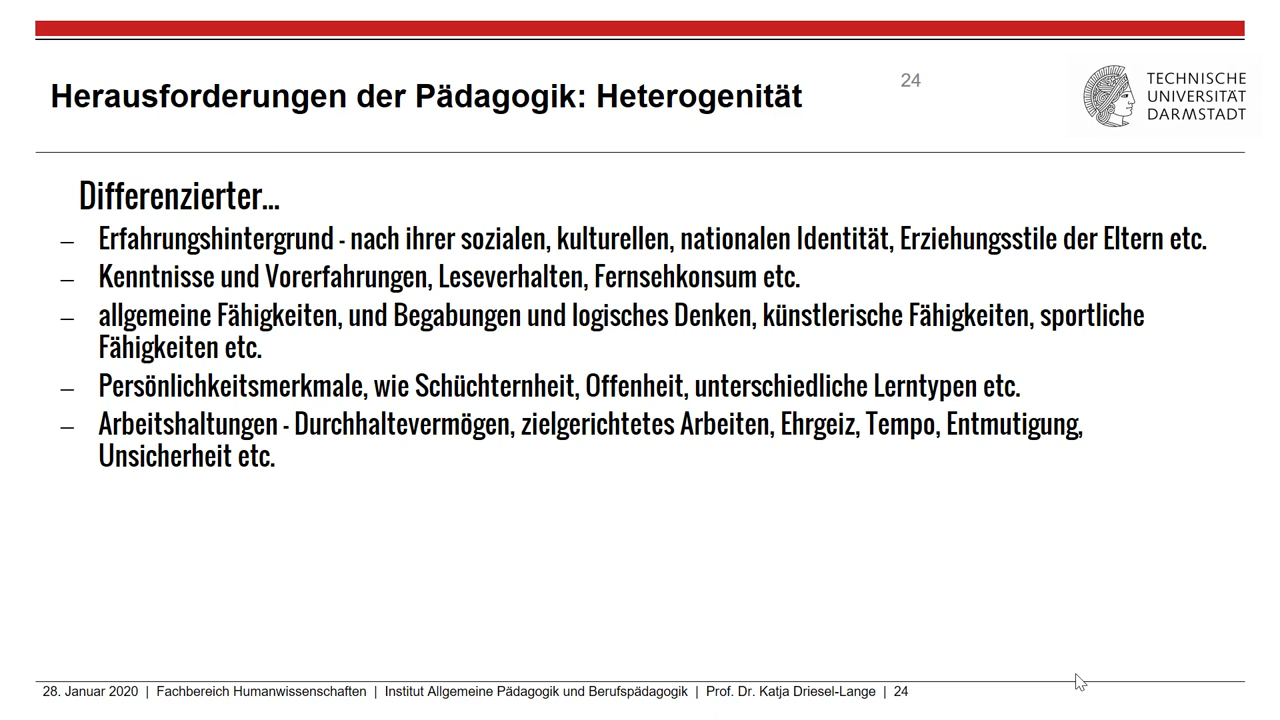 Herausforderungen der Pädagogik: Heterogenität
24
TECHNISCHE
UNIVERSITÄT
DARMSTADT
Differenzierter...
– Erfahrungshintergrund - nach ihrer sozialen, kulturellen, nationalen Identität, Erziehungsstile der Eltern etc.
– Kenntnisse und Vorerfahrungen, Leseverhalten, Fernsehkonsum etc.
– allgemeine Fähigkeiten, und Begabungen und logisches Denken, künstlerische Fähigkeiten, sportliche
Fähigkeiten etc.
– Persönlichkeitsmerkmale, wie Schüchternheit, Offenheit, unterschiedliche Lerntypen etc.
– Arbeitshaltungen - Durchhaltevermögen, zielgerichtetes Arbeiten, Ehrgeiz, Tempo, Entmutigung,
Unsicherheit etc.
28. Januar 2020 | Fachbereich Humanwissenschaften | Institut Allgemeine Pädagogik und Berufspädagogik | Prof. Dr. Katja Driesel-Lange | 24